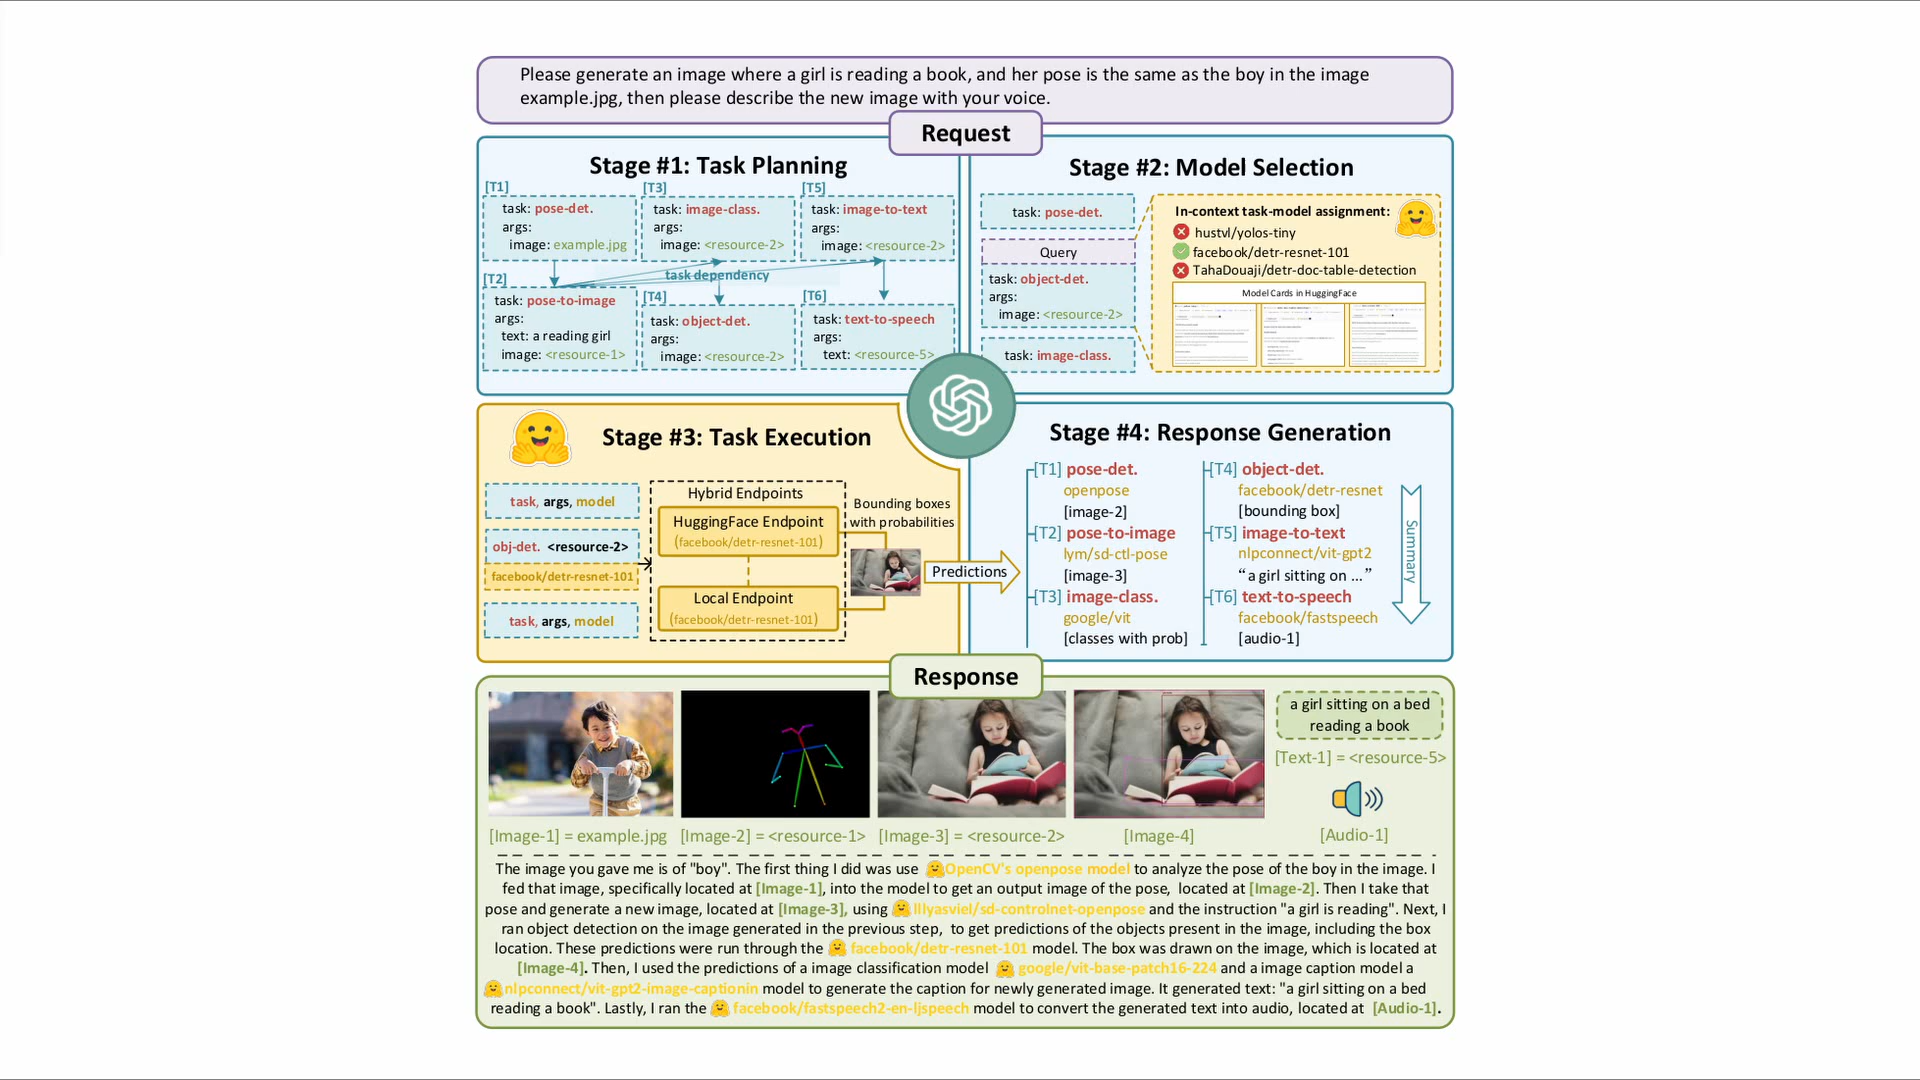 Please generate an image where a girl is reading a book, and her pose is the same as the boy in the image
example.jpg, then please describe the new image with your voice.
Request
Stage #1: Task Planning
[T1]
task: pose-det.
args:
image: example.jpg
[T3]
task: image-class.
args:
image: <resource-2>
[T5]
task: image-to-text
args:
image: <resource-2>
task dependency
[T2]
task: pose-to-image
args:
text: a reading girl
image: <resource-1>
[T4]
task: object-det.
args:
image: <resource-2>
[T6]
task: text-to-speech
args:
text: <resource-5>
Stage #2: Model Selection
task: pose-det.
Query
task: object-det.
args:
image: <resource-2>
task: image-class.
In-context task-model assignment:
hustvl/yolos-tiny
facebook/detr-resnet-101
TahaDouaji/detr-doc-table-detection
Model Cards in HuggingFace
Stage #3: Task Execution
task, args, model
obj-det. <resource-2>
facebook/detr-resnet-101
task, args, model
Hybrid Endpoints
HuggingFace Endpoint
(facebook/detr-resnet-101)
Local Endpoint
(facebook/detr-resnet-101)
Bounding boxes
with probabilities
Predictions
Stage #4: Response Generation
[T1] pose-det.
openpose
[image-2]
[T2] pose-to-image
lym/sd-ctl-pose
[image-3]
[T3] image-class.
google/vit
[classes with prob]
[T4] object-det.
facebook/detr-resnet
[bounding box]
[T5] image-to-text
nlpconnect/vit-gpt2
“a girl sitting on ...”
[T6] text-to-speech
facebook/fastspeech
[audio-1]
Summary
Response
a girl sitting on a bed
reading a book
[Text-1] = <resource-5>
[Image-1] = example.jpg
[Image-2] = <resource-1>
[Image-3] = <resource-2>
[Image-4]
[Audio-1]
The image you gave me is of "boy". The first thing I did was use OpenCV's openpose model to analyze the pose of the boy in the image. I
fed that image, specifically located at [Image-1], into the model to get an output image of the pose, located at [Image-2]. Then I take that
pose and generate a new image, located at [Image-3], using lllyasviel/sd-controlnet-openpose and the instruction "a girl is reading". Next, I
ran object detection on the image generated in the previous step, to get predictions of the objects present in the image, including the box
location. These predictions were run through the facebook/detr-resnet-101 model. The box was drawn on the image, which is located at
[Image-4]. Then, I used the predictions of a image classification model google/vit-base-patch16-224 and a image caption model a
nlpconnect/vit-gpt2-image-captionin model to generate the caption for newly generated image. It generated text: "a girl sitting on a bed
reading a book". Lastly, I ran the facebook/fastspeech2-en-ljspeech model to convert the generated text into audio, located at [Audio-1].